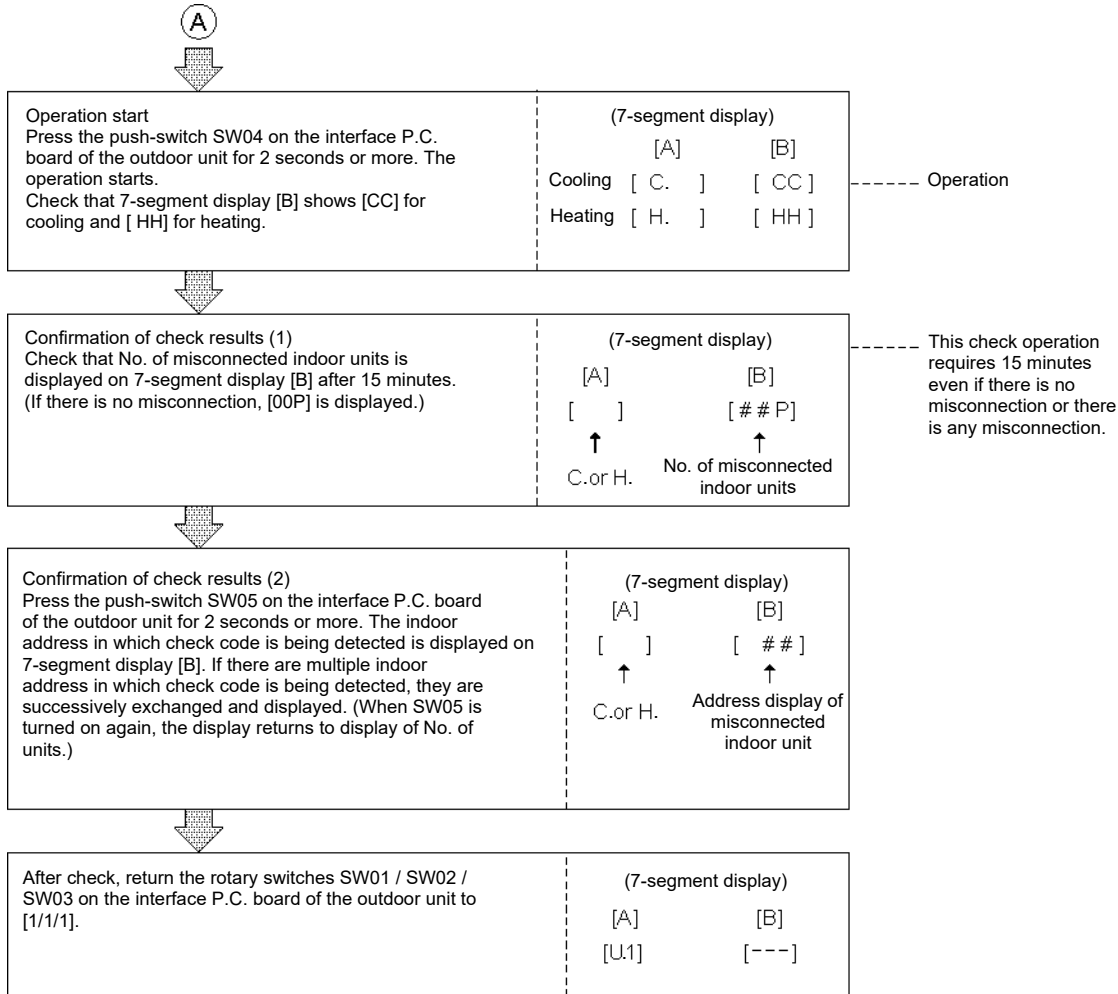 A
Operation start
Press the push-switch SW04 on the interface P.C.
board of the outdoor unit for 2 seconds or more. The
operation starts.
Check that 7-segment display [B] shows [CC] for
cooling and [ HH] for heating.
(7-segment display)
[A] [B]
Cooling [ C. ] [ CC ]
Heating [ H. ] [ HH ]
Operation
Confirmation of check results (1)
Check that No. of misconnected indoor units is
displayed on 7-segment display [B] after 15 minutes.
(If there is no misconnection, [00P] is displayed.)
(7-segment display)
[A] [B]
[ ] [ # # P]
C.or H.
No. of misconnected
indoor units
This check operation
requires 15 minutes
even if there is no
misconnection or there
is any misconnection.
Confirmation of check results (2)
Press the push-switch SW05 on the interface P.C. board
of the outdoor unit for 2 seconds or more. The indoor
address in which check code is being detected is displayed on
7-segment display [B]. If there are multiple indoor
address in which check code is being detected, they are
successively exchanged and displayed. (When SW05 is
turned on again, the display returns to display of No. of
units.)
(7-segment display)
[A] [B]
[ ] [ # # ]
C.or H.
Address display of
misconnected
indoor unit
After check, return the rotary switches SW01 / SW02 /
SW03 on the interface P.C. board of the outdoor unit to
[1/1/1].
(7-segment display)
[A] [B]
[U.1] [---]